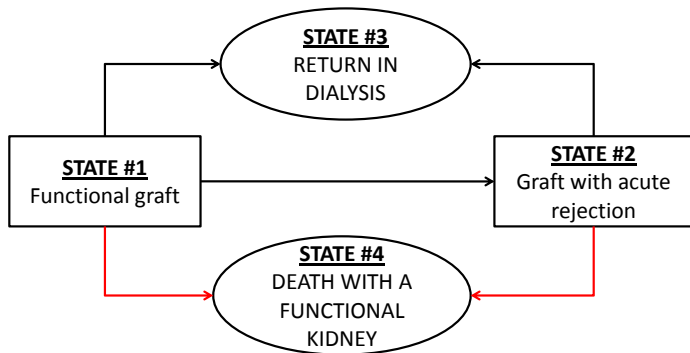 STATE #3
RETURN IN
DIALYSIS
STATE #1
Functional graft
STATE #2
Graft with acute
rejection
STATE #4
DEATH WITH A
FUNCTIONAL
KIDNEY